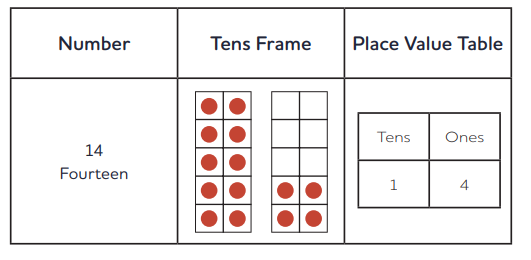 Number
Tens Frame
Place Value Table
14
Fourteen
Tens
Ones
1
4